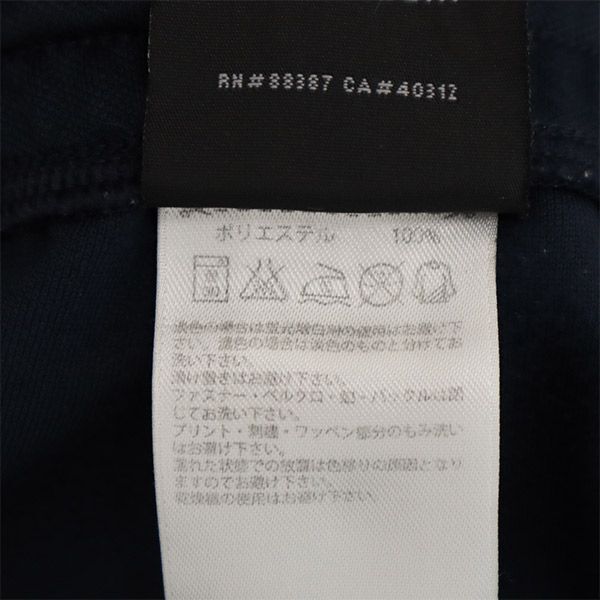 RN#88387 CA#40312
ポリエステル 100%
淡色の場合は蛍光増白剤の使用はお避け下
さい。濃色の場合は淡色のものと分けてお
洗い下さい。
漬け置きはお避け下さい。
ファスナー・ベルクロ・釦・バックルは閉
じてお洗い下さい。
プリント・刺繍・ワッペン部分のもみ洗い
はお避け下さい。
濡れた状態での放置は色移りの原因となり
ますのでお避け下さい。
乾燥機の使用はお避け下さい。